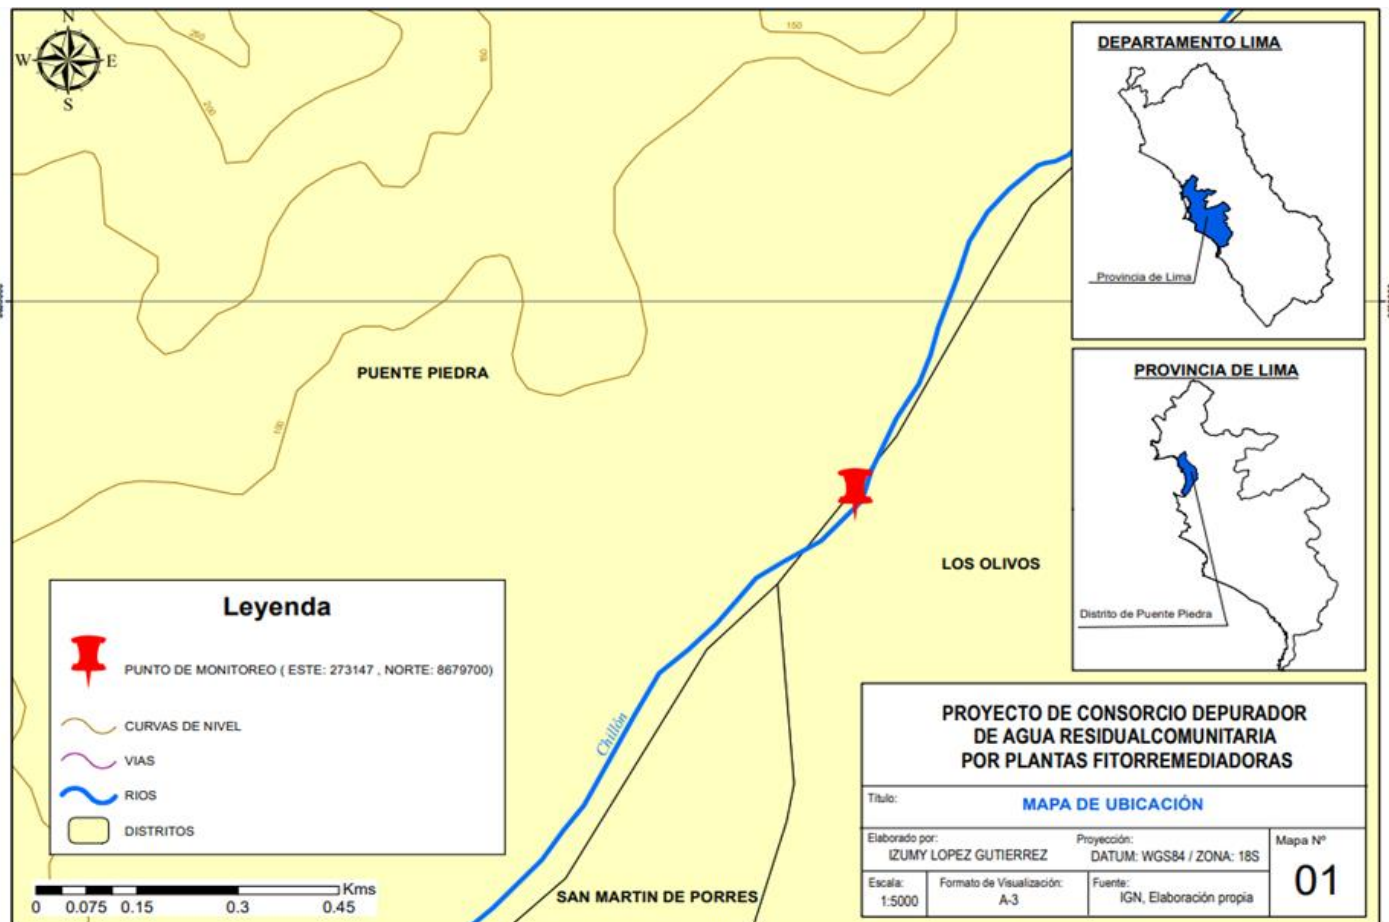 N
W
E
S
250
200
150
150
100
PUENTE PIEDRA
LOS OLIVOS
SAN MARTIN DE PORRES
Chillón
DEPARTAMENTO LIMA
Provincia de Lima
PROVINCIA DE LIMA
Distrito de Puente Piedra
Leyenda
PUNTO DE MONITOREO ( ESTE: 273147 , NORTE: 8679700)
CURVAS DE NIVEL
VIAS
RIOS
DISTRITOS
Kms
0 0.075 0.15 0.3 0.45
PROYECTO DE CONSORCIO DEPURADOR
DE AGUA RESIDUALCOMUNITARIA
POR PLANTAS FITORREMEDIADORAS
Título:
MAPA DE UBICACIÓN
Elaborado por:
IZUMY LOPEZ GUTIERREZ
Proyección:
DATUM: WGS84 / ZONA: 18S
Mapa Nº
01
Escala:
1:5000
Formato de Visualización:
A-3
Fuente:
IGN, Elaboración propia